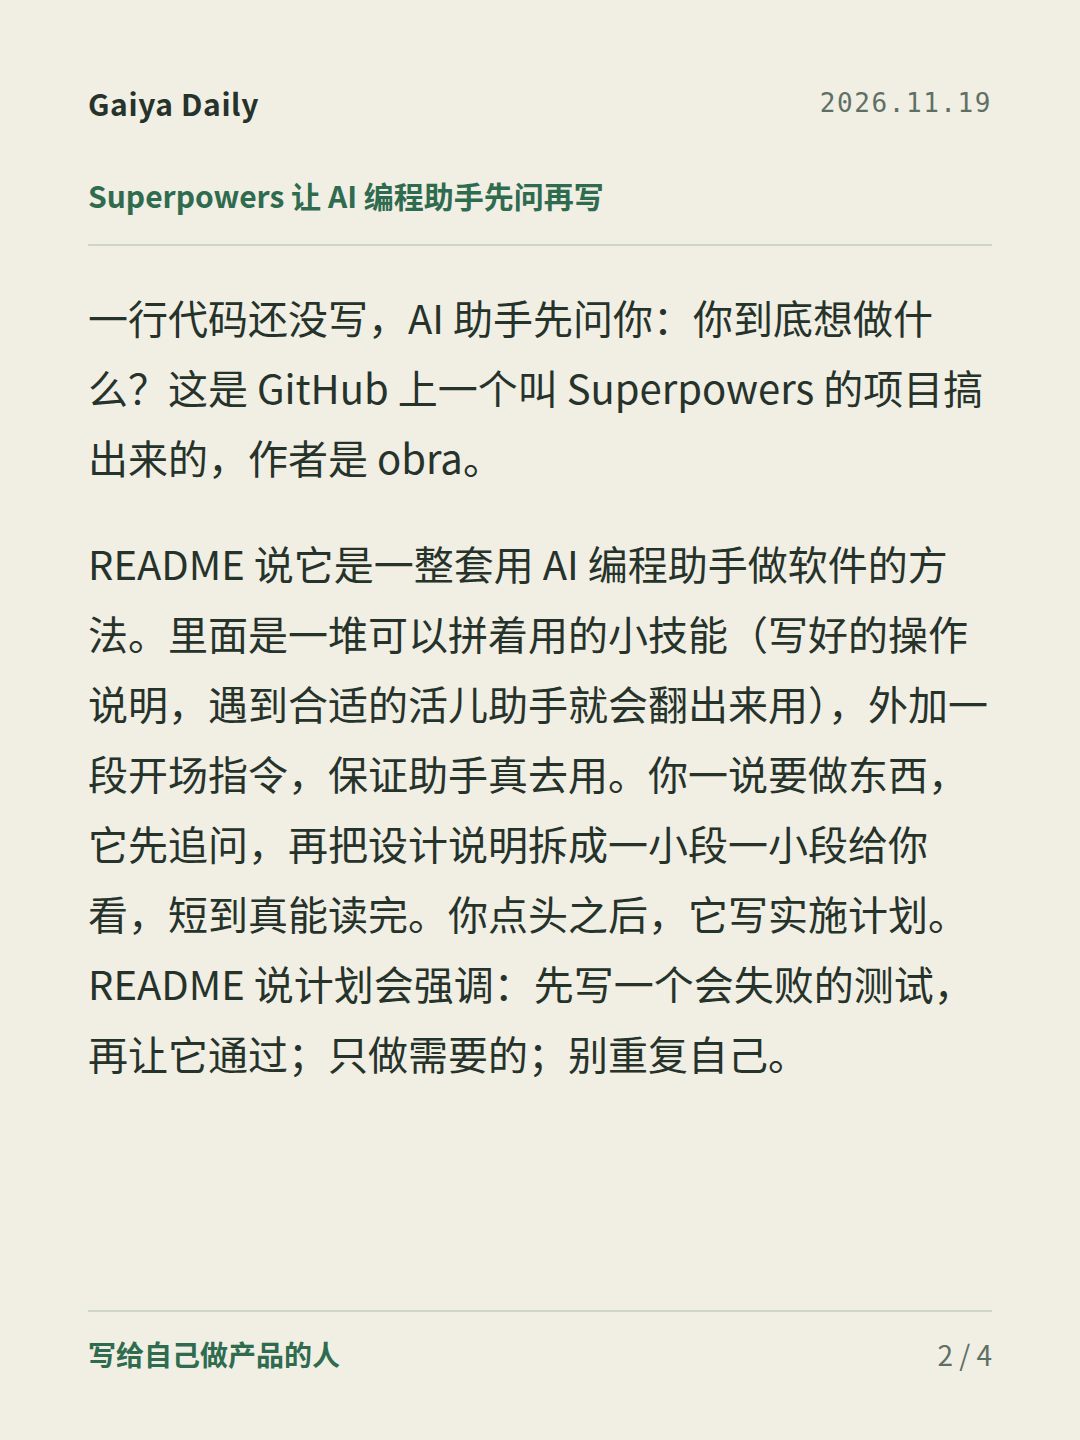 Gaiya Daily
2026.11.19
Superpowers 让 AI 编程助手先问再写
一行代码还没写，AI 助手先问你：你到底想做什
么？这是 GitHub 上一个叫 Superpowers 的项目搞
出来的，作者是 obra。
README 说它是一整套用 AI 编程助手做软件的方
法。里面是一堆可以拼着用的小技能（写好的操作
说明，遇到合适的活儿助手就会翻出来用），外加一
段开场指令，保证助手真去用。你一说要做东西，
它先追问，再把设计说明拆成一小段一小段给你
看，短到真能读完。你点头之后，它写实施计划。
README 说计划会强调：先写一个会失败的测试，
再让它通过；只做需要的；别重复自己。
写给自己做产品的人
2 / 4